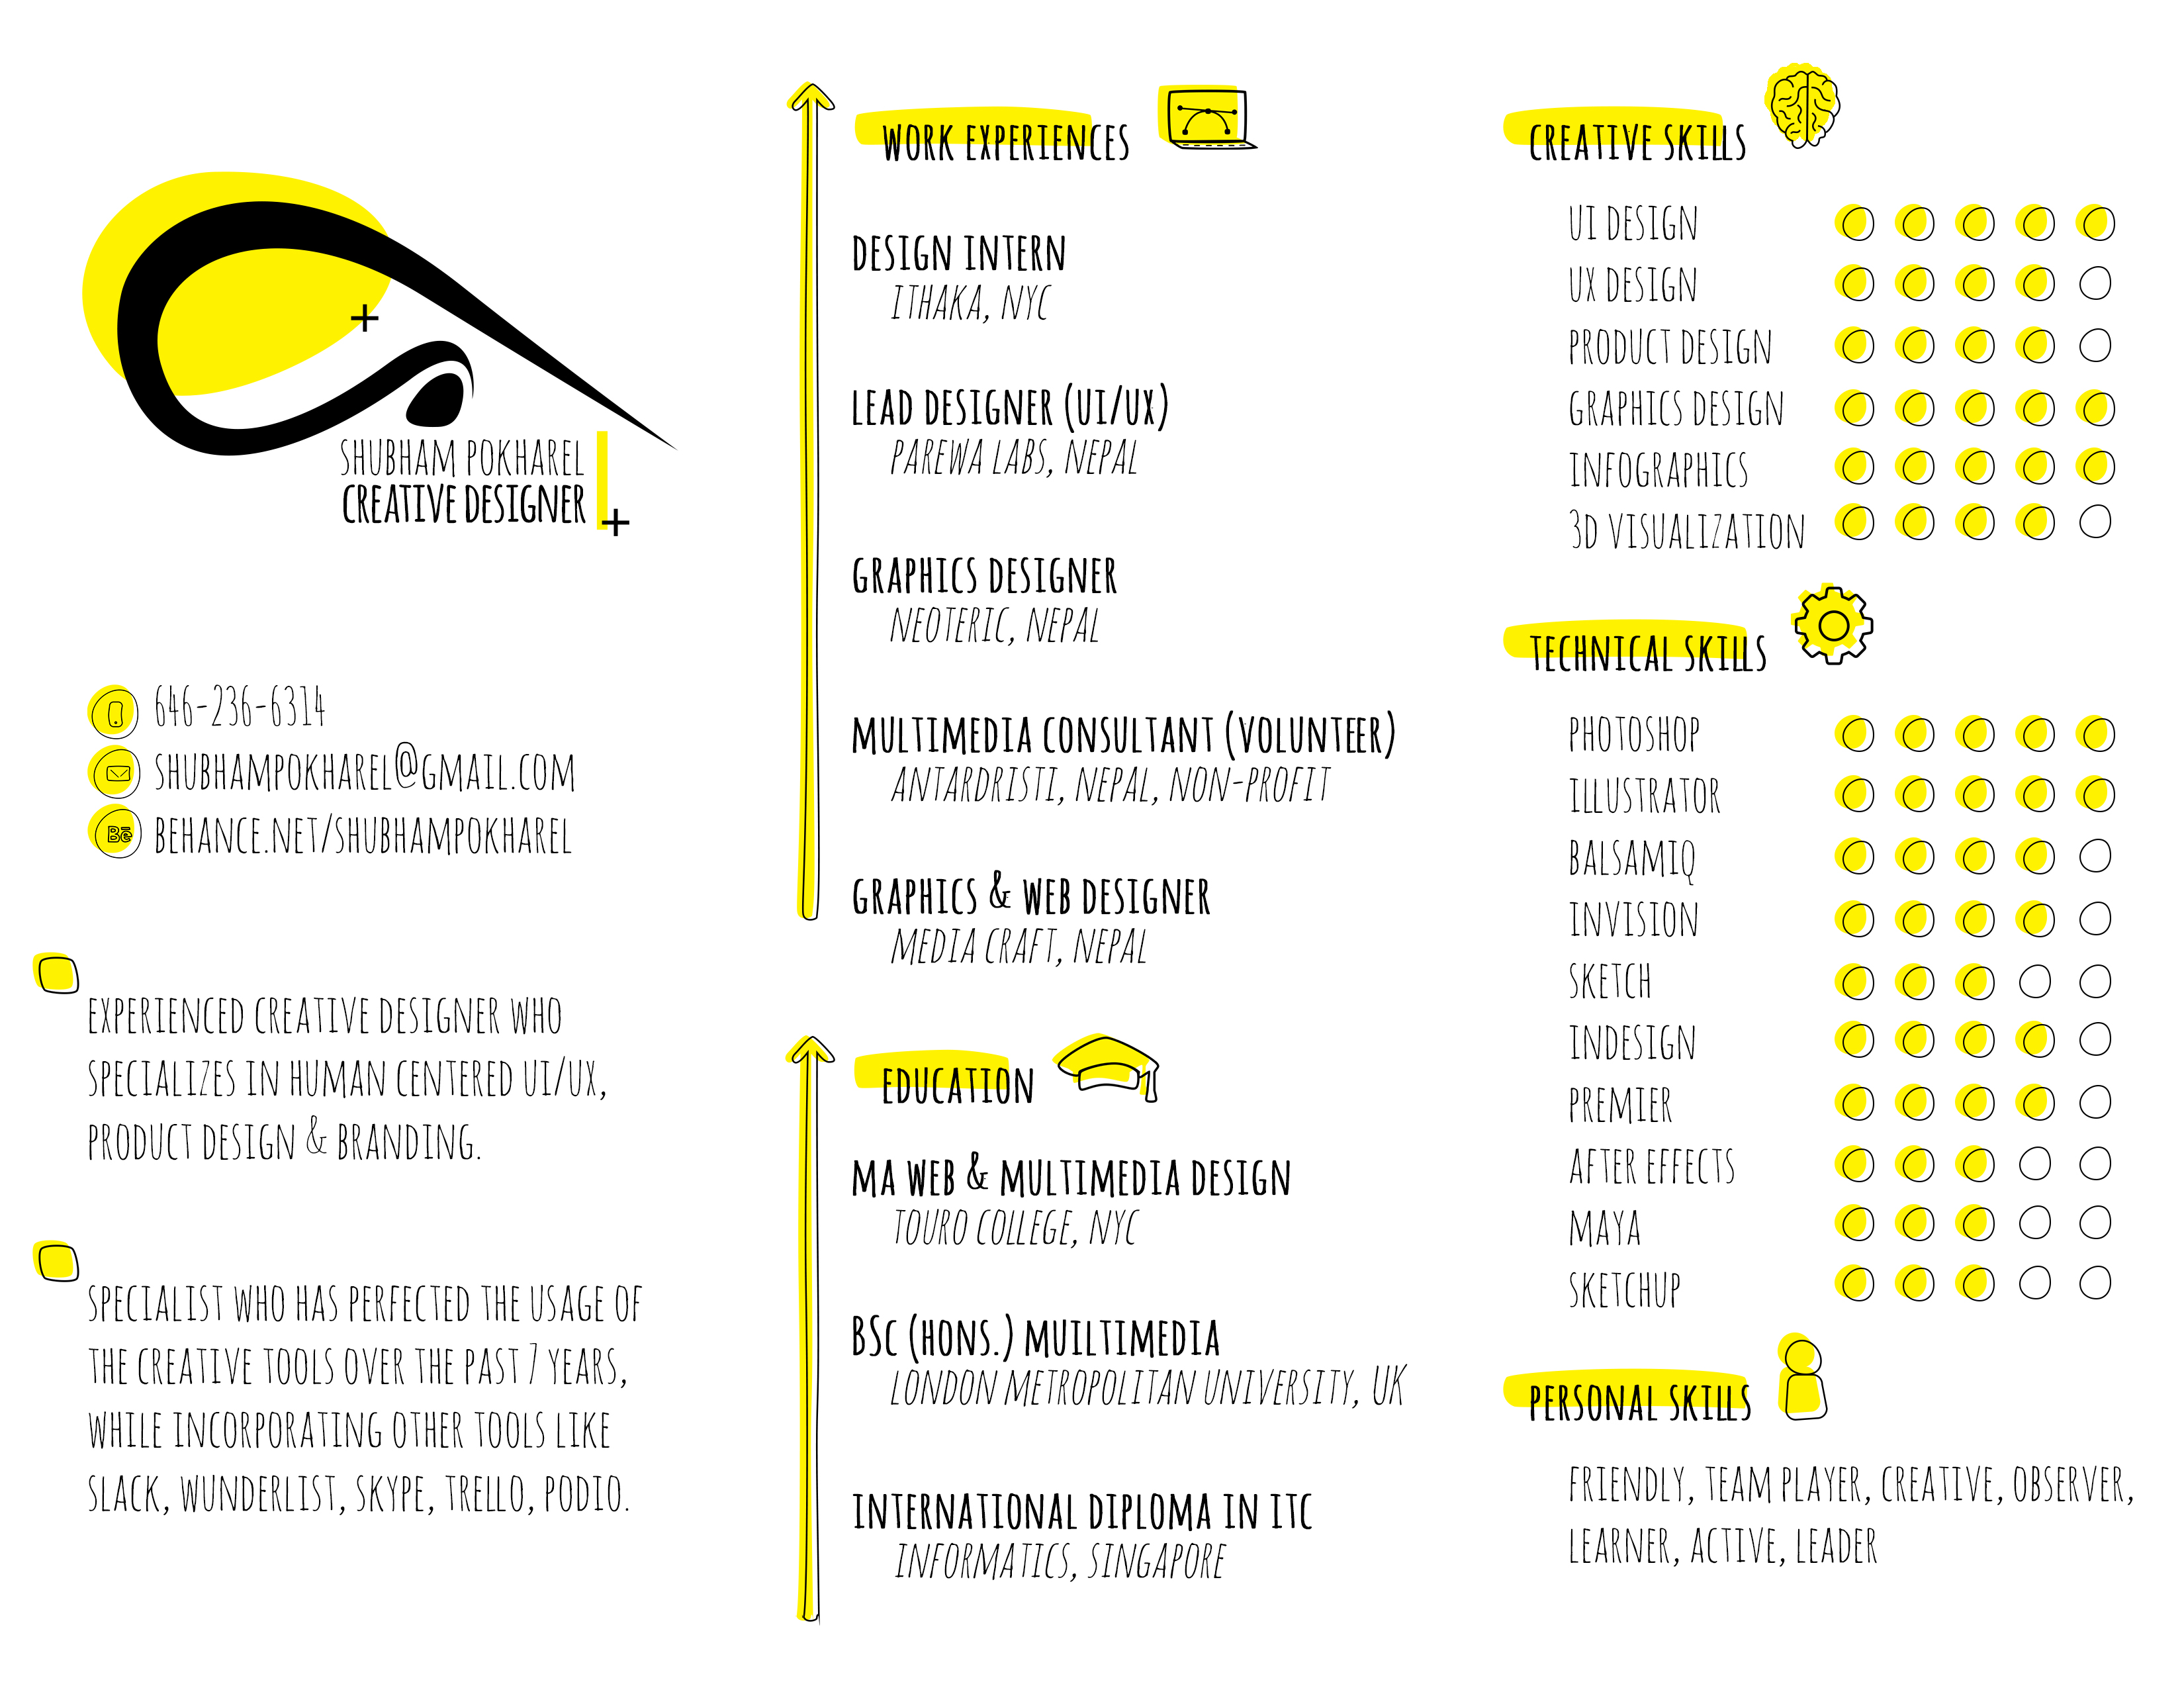 SHUBHAM POKHAREL
CREATIVE DESIGNER
646-236-6314
SHUBHAMPOKHAREL@GMAIL.COM
Bē BEHANCE.NET/SHUBHAMPOKHAREL
EXPERIENCED CREATIVE DESIGNER WHO
SPECIALIZES IN HUMAN CENTERED UI/UX,
PRODUCT DESIGN & BRANDING.
SPECIALIST WHO HAS PERFECTED THE USAGE OF
THE CREATIVE TOOLS OVER THE PAST 7 YEARS,
WHILE INCORPORATING OTHER TOOLS LIKE
SLACK, WUNDERLIST, SKYPE, TRELLO, PODIO.
WORK EXPERIENCES
DESIGN INTERN
ITHAKA, NYC
LEAD DESIGNER (UI/UX)
PAREWA LABS, NEPAL
GRAPHICS DESIGNER
NEOTERIC, NEPAL
MULTIMEDIA CONSULTANT (VOLUNTEER)
ANTARDRISTI, NEPAL, NON-PROFIT
GRAPHICS & WEB DESIGNER
MEDIA CRAFT, NEPAL
EDUCATION
MA WEB & MULTIMEDIA DESIGN
TOURO COLLEGE, NYC
BSc (HONS.) MUILTIMEDIA
LONDON METROPOLITAN UNIVERSITY, UK
INTERNATIONAL DIPLOMA IN ITC
INFORMATICS, SINGAPORE
CREATIVE SKILLS
UI DESIGN
UX DESIGN
PRODUCT DESIGN
GRAPHICS DESIGN
INFOGRAPHICS
3D VISUALIZATION
TECHNICAL SKILLS
PHOTOSHOP
ILLUSTRATOR
BALSAMIQ
INVISION
SKETCH
INDESIGN
PREMIER
AFTER EFFECTS
MAYA
SKETCHUP
PERSONAL SKILLS
FRIENDLY, TEAM PLAYER, CREATIVE, OBSERVER,
LEARNER, ACTIVE, LEADER